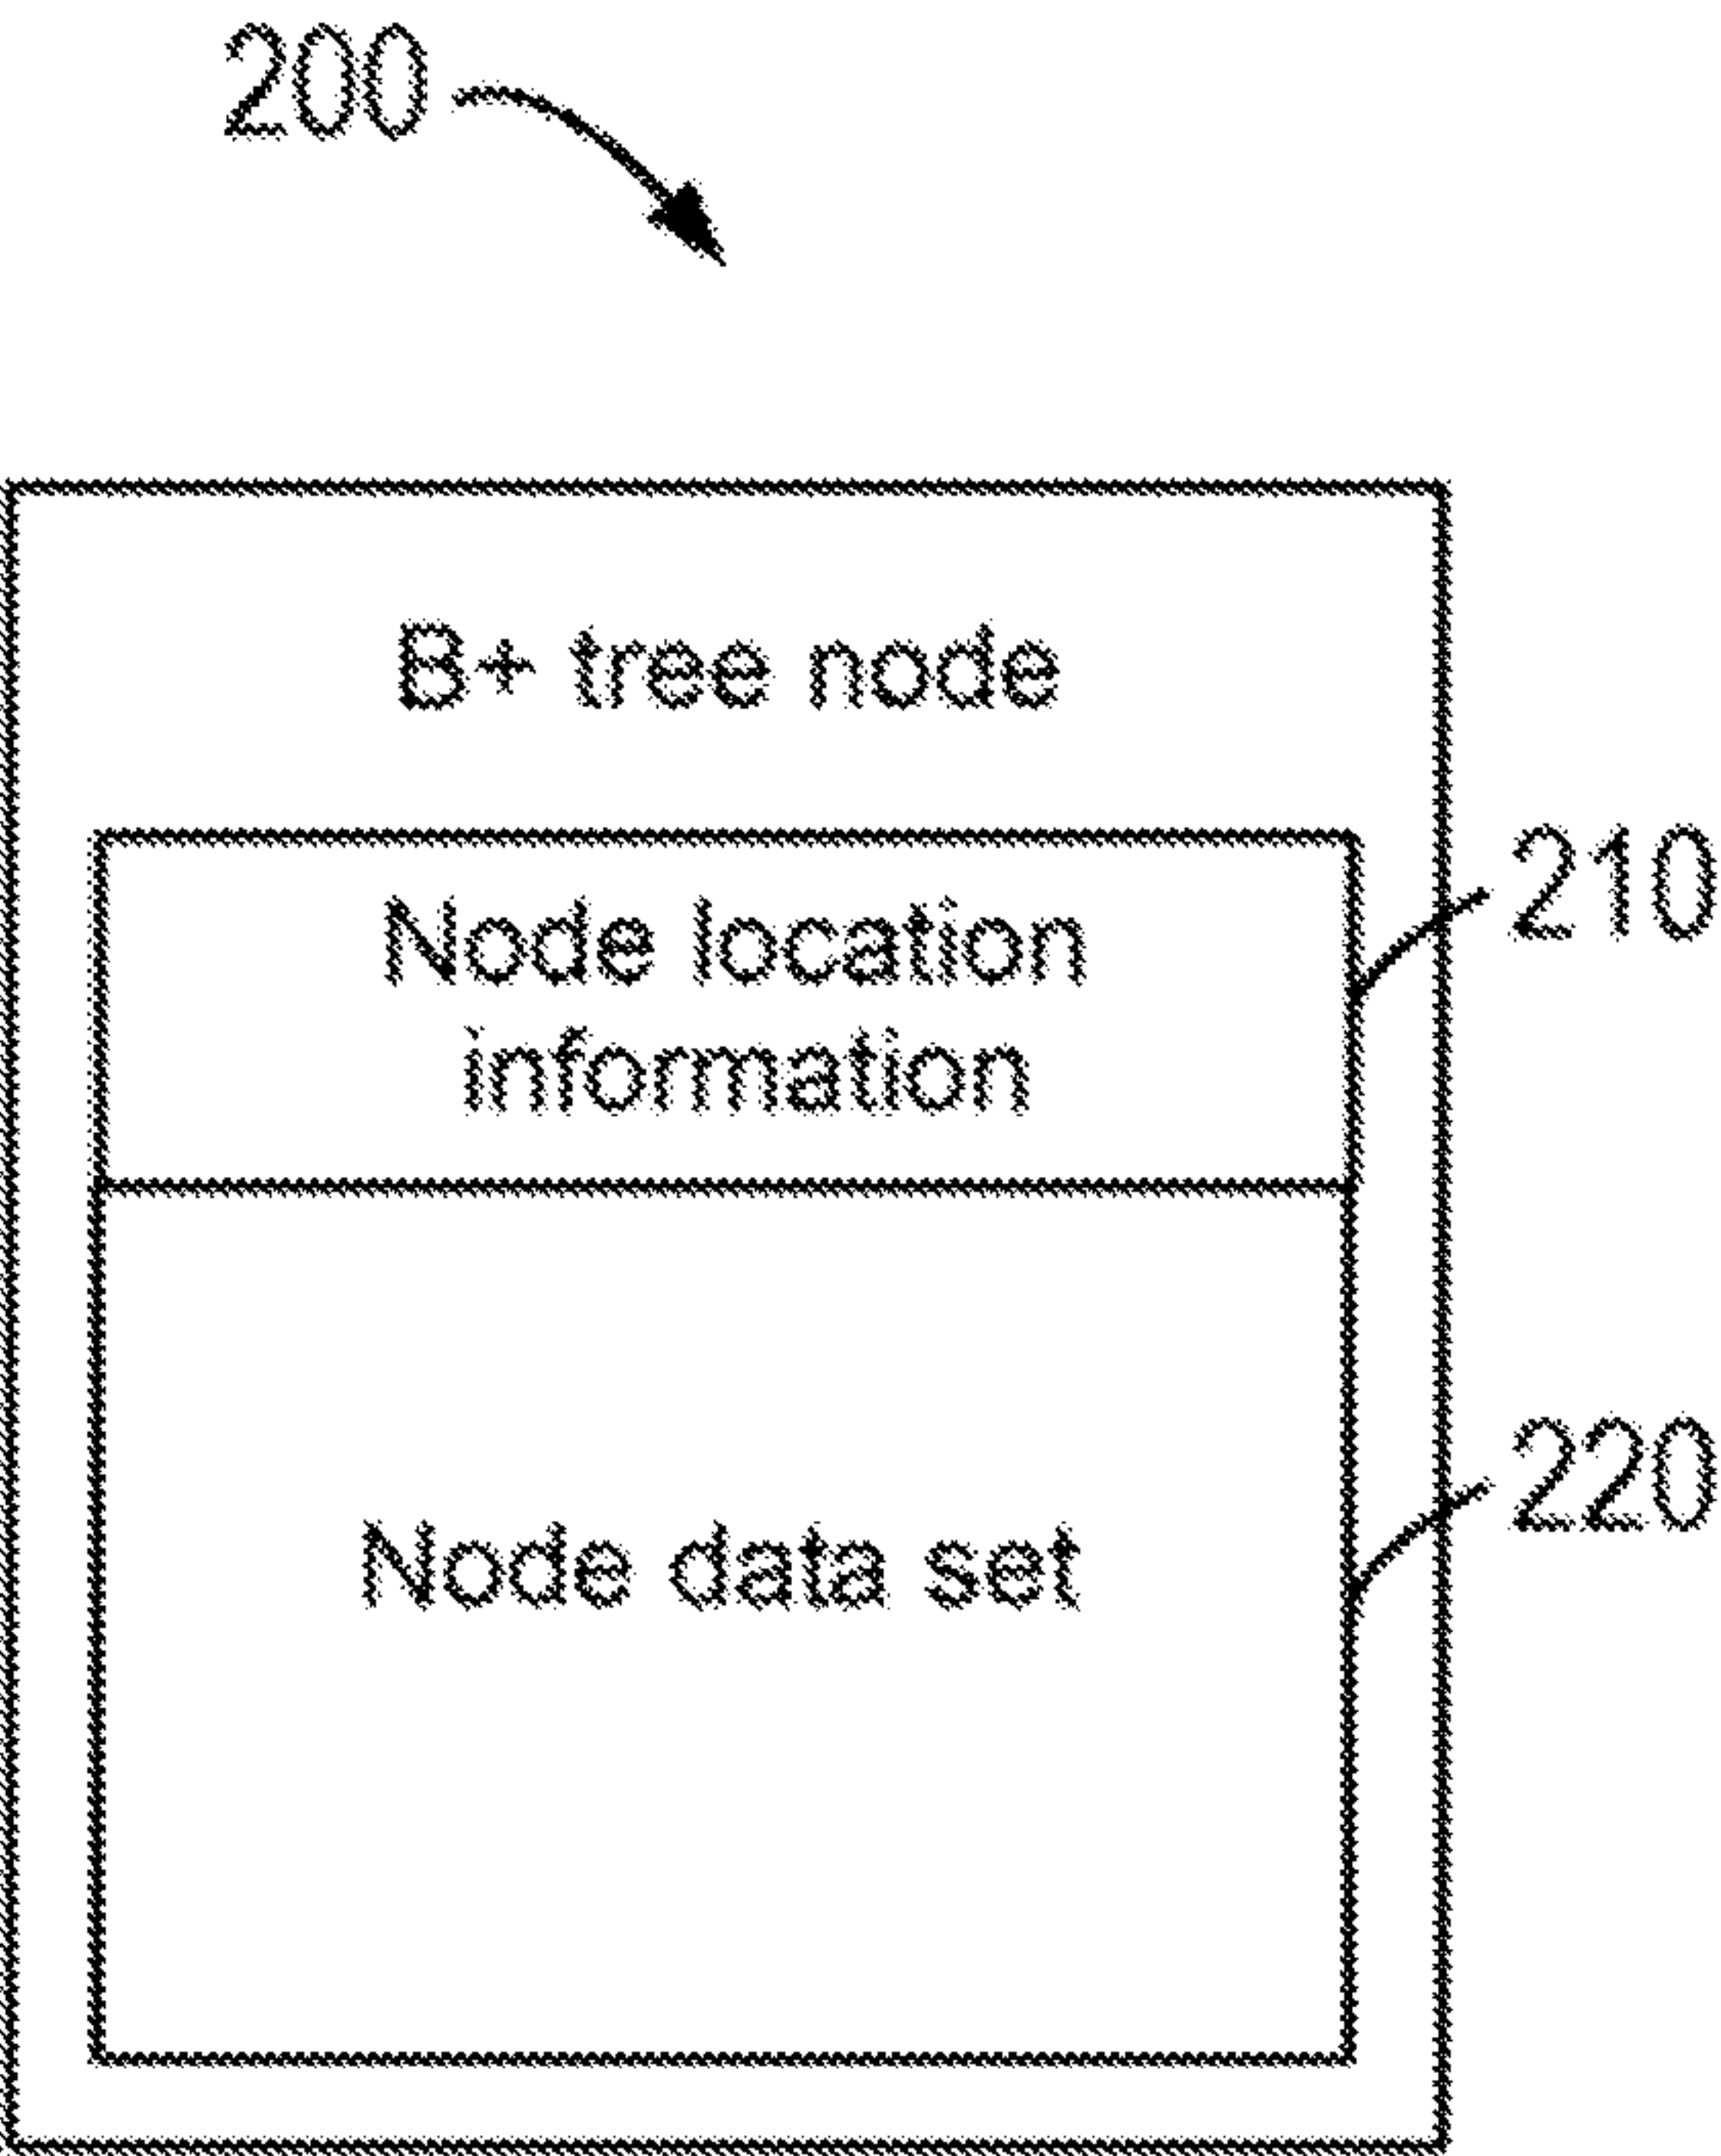 200
B+ tree node
Node location
information
210
Node data set
220